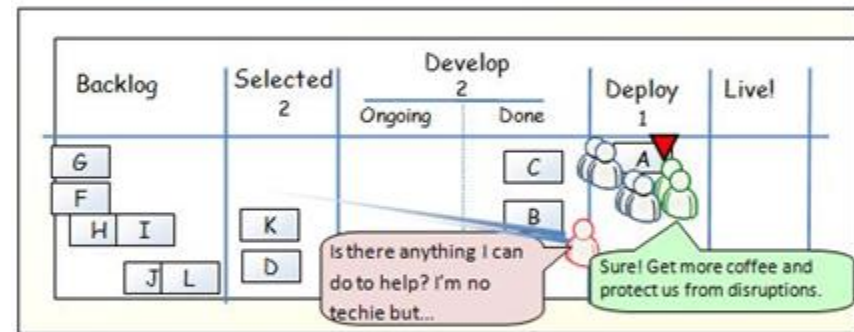 Backlog
Selected
2
Develop
2
Ongoing
Done
Deploy
1
Live!
G
F
H I
J L
K
D
C
B
A
Is there anything I can
do to help? I'm no
techie but...
Sure! Get more coffee and
protect us from disruptions.